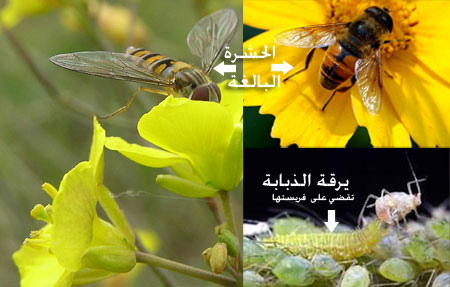 الحشرة
البالغة
يرقة الذبابة
تقضي على فريستها